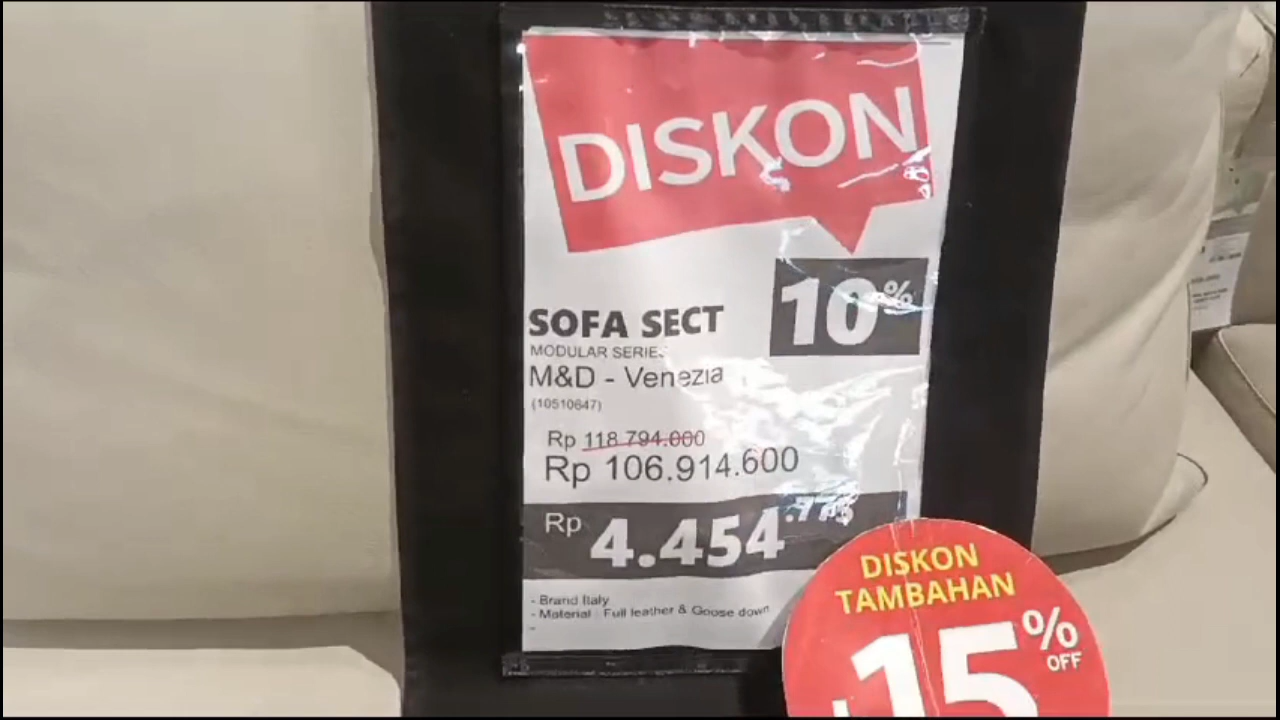 DISKON
10%
SOFA SECT
MODULAR SERIES
M&D - Venezia
(10510647)
Rp 118.794.000
Rp 106.914.600
Rp 4.454.775
- Brand Italy
- Material : Full leather & Goose down
-
DISKON
TAMBAHAN
+15%
OFF